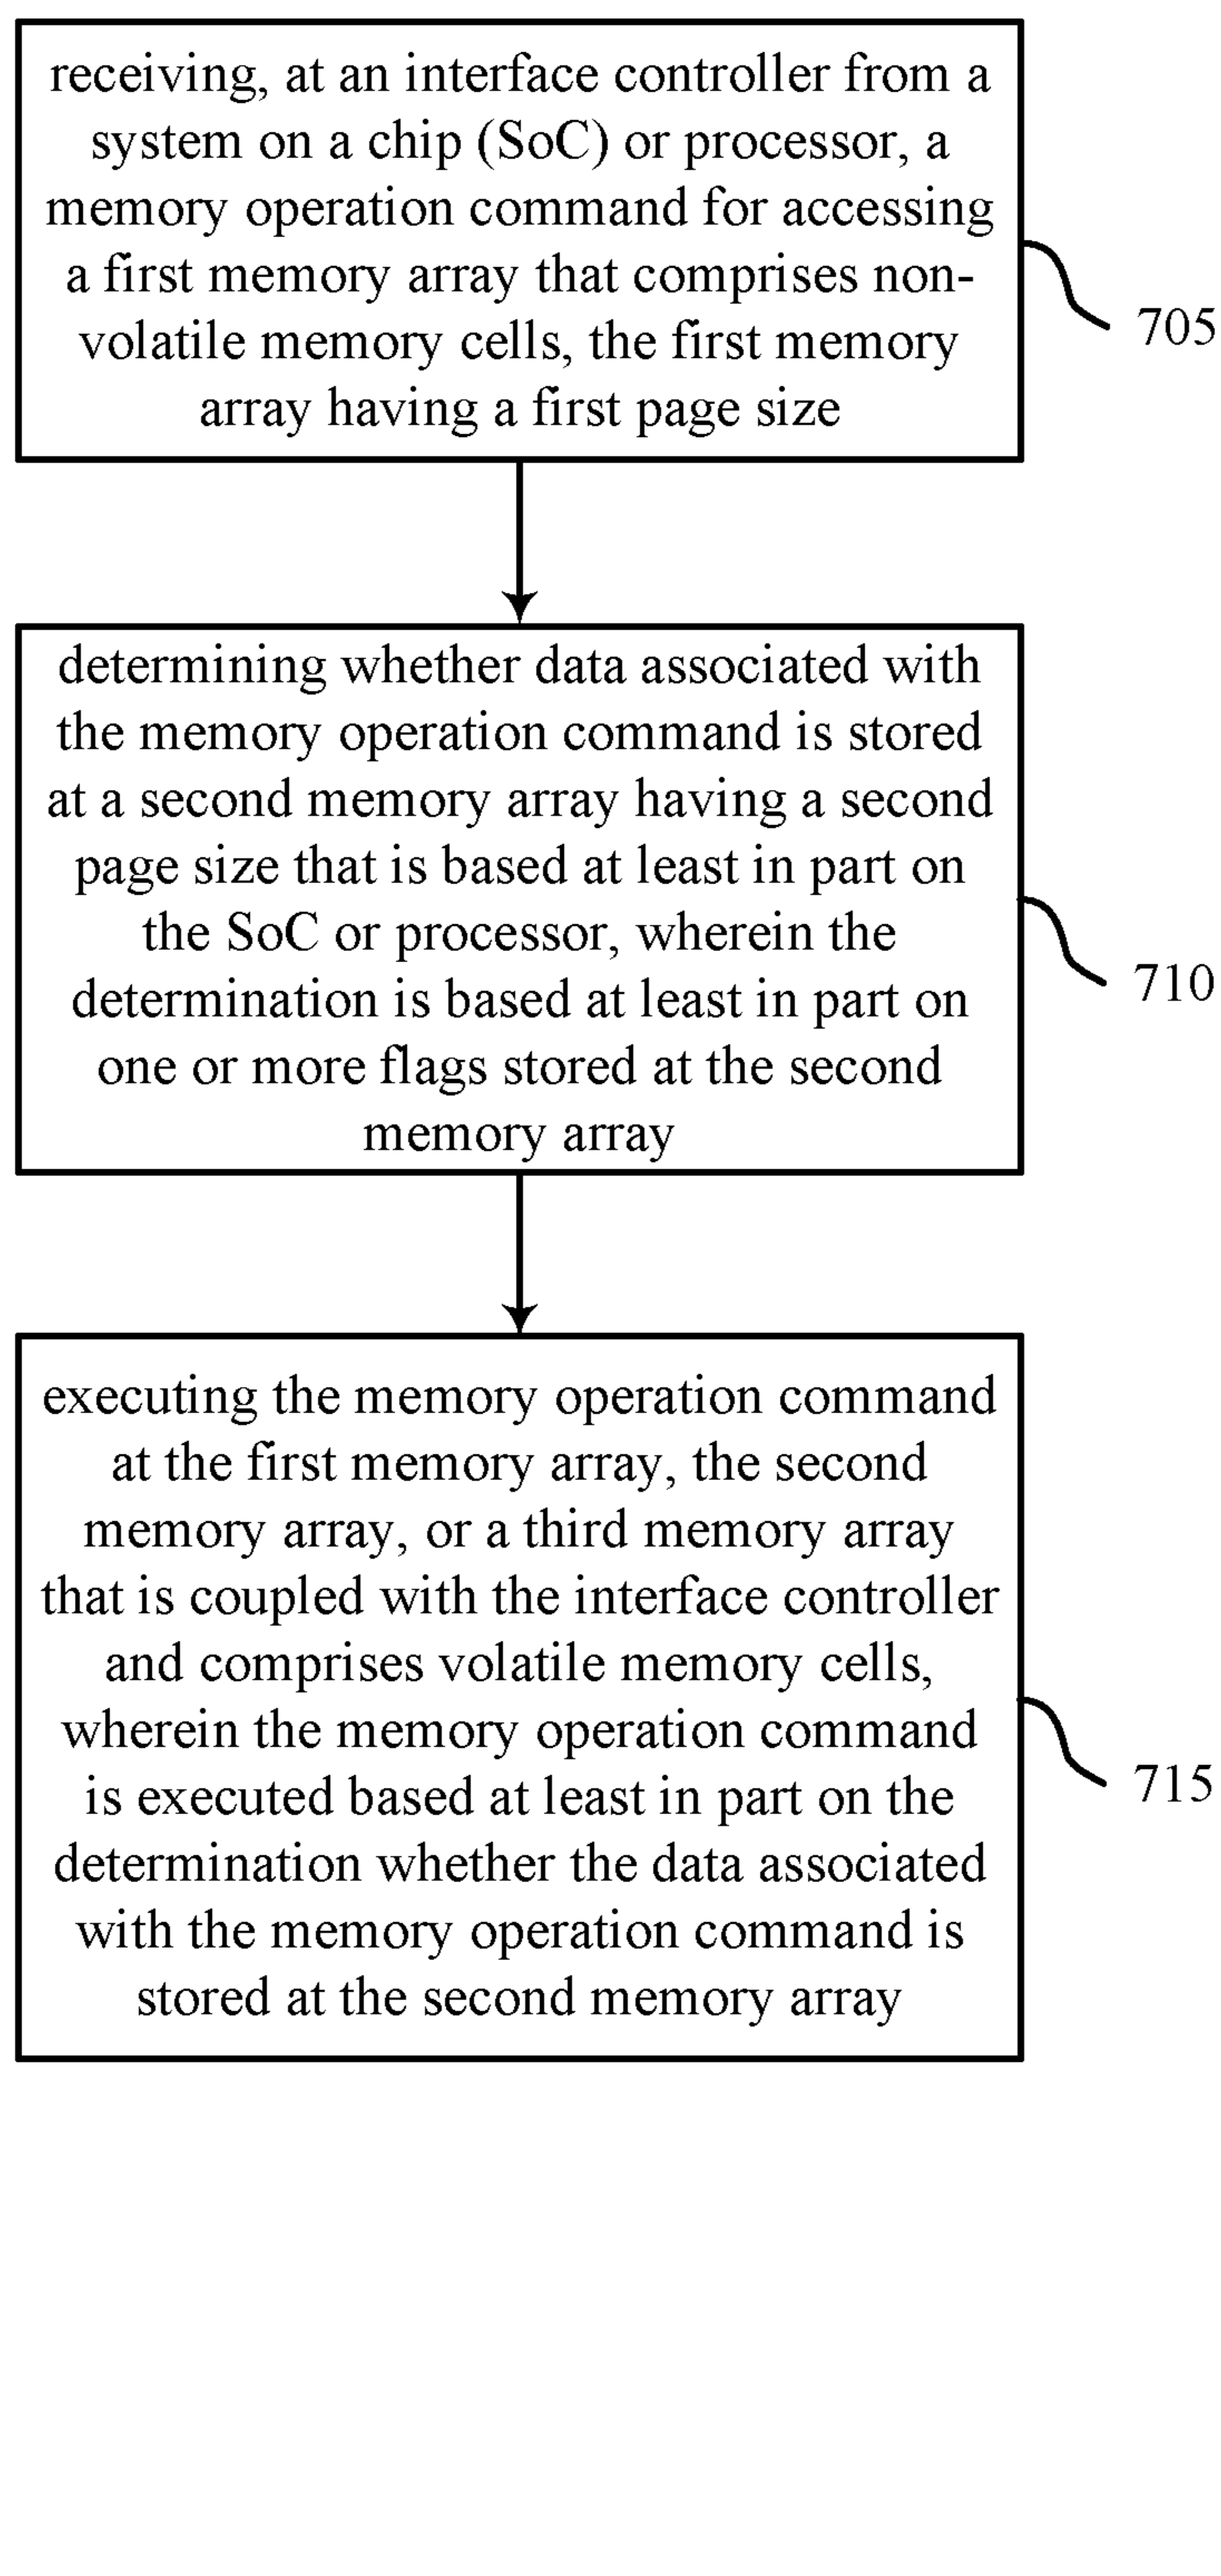 receiving, at an interface controller from a
system on a chip (SoC) or processor, a
memory operation command for accessing
a first memory array that comprises non-
volatile memory cells, the first memory
array having a first page size
705
determining whether data associated with
the memory operation command is stored
at a second memory array having a second
page size that is based at least in part on
the SoC or processor, wherein the
determination is based at least in part on
one or more flags stored at the second
memory array
710
executing the memory operation command
at the first memory array, the second
memory array, or a third memory array
that is coupled with the interface controller
and comprises volatile memory cells,
wherein the memory operation command
is executed based at least in part on the
determination whether the data associated
with the memory operation command is
stored at the second memory array
715